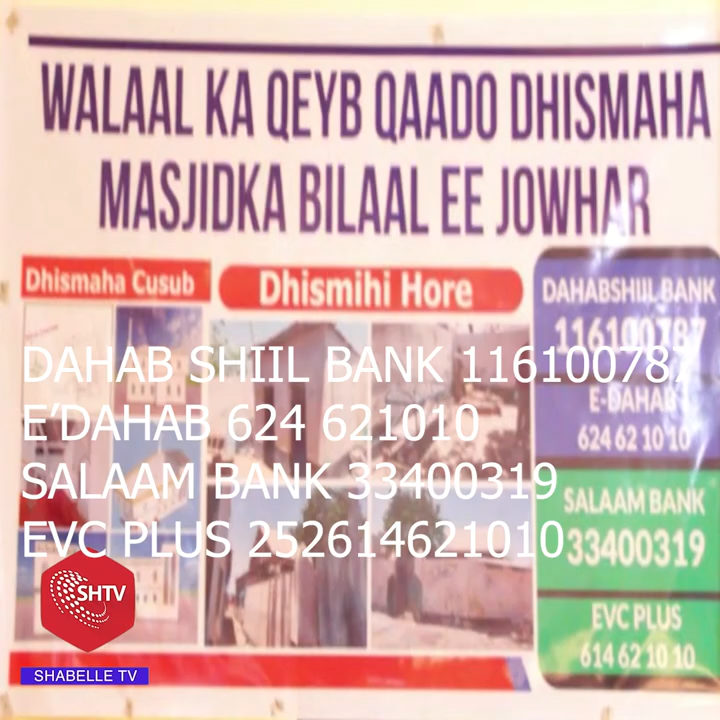 WALAAL KA QEYB QAADO DHISMAHA
MASJIDKA BILAAL EE JOWHAR
Dhismaha Cusub
Dhismihi Hore
DAHABSHIIL BANK
116100787
E-DAHAB
624 62 10 10
SALAAM BANK
33400319
EVC PLUS
614 62 10 10
DAHAB SHIIL BANK 116100787
E’DAHAB 624 621010
SALAAM BANK 33400319
EVC PLUS 252614621010
SHTV
SHABELLE TV